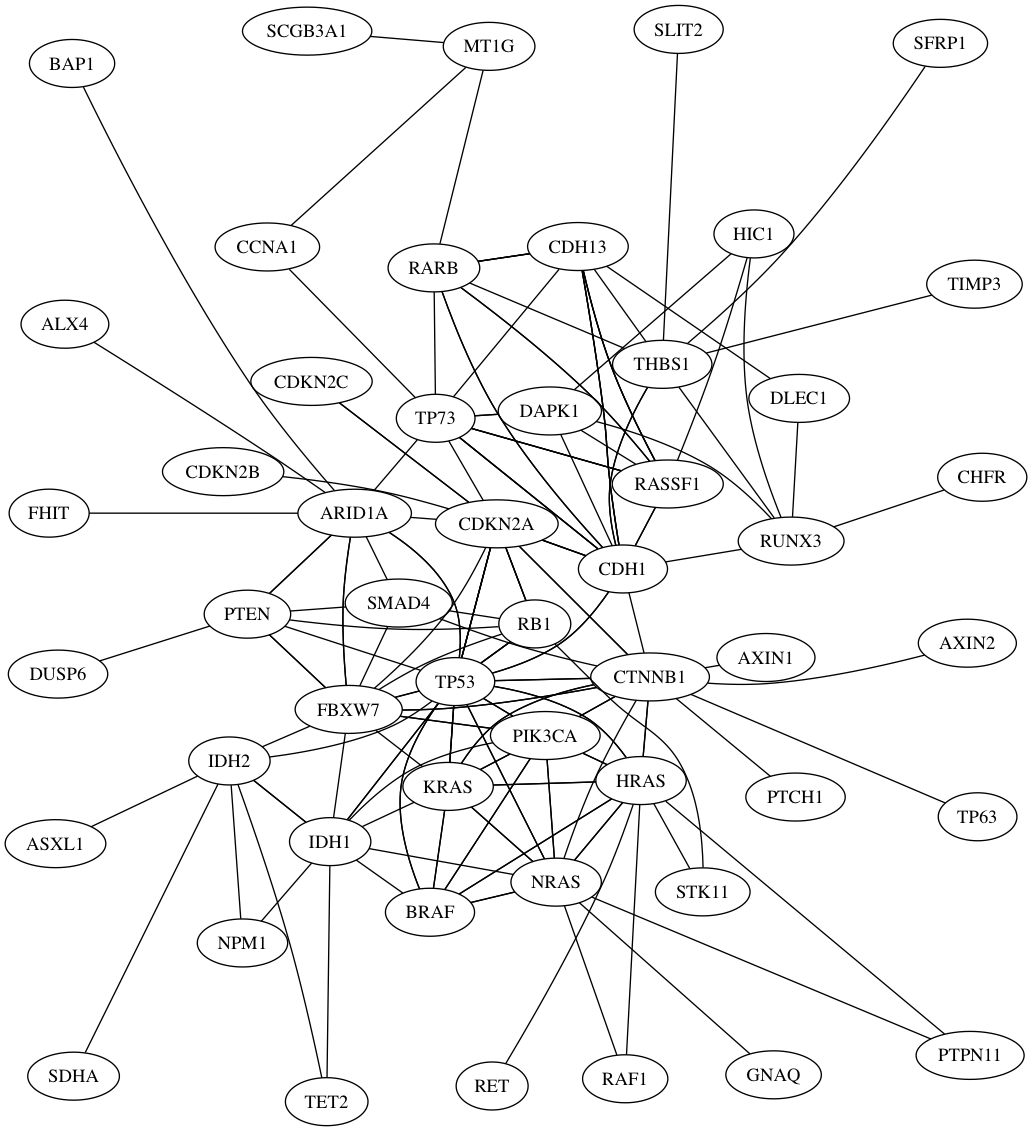 SCGB3A1
SLIT2
MT1G
SFRP1
BAP1
HIC1
CCNA1
CDH13
RARB
TIMP3
ALX4
THBS1
CDKN2C
DLEC1
DAPK1
TP73
CDKN2B
CHFR
RASSF1
FHIT
ARID1A
CDKN2A
RUNX3
CDH1
SMAD4
PTEN
RB1
AXIN2
AXIN1
DUSP6
CTNNB1
TP53
FBXW7
PIK3CA
IDH2
HRAS
KRAS
PTCH1
TP63
ASXL1
IDH1
NRAS
STK11
BRAF
NPM1
PTPN11
SDHA
GNAQ
RAF1
RET
TET2